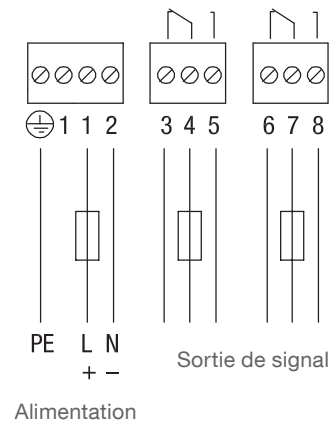 1 1 2 3 4 5 6 7 8
PE L N
+ −
Sortie de signal
Alimentation